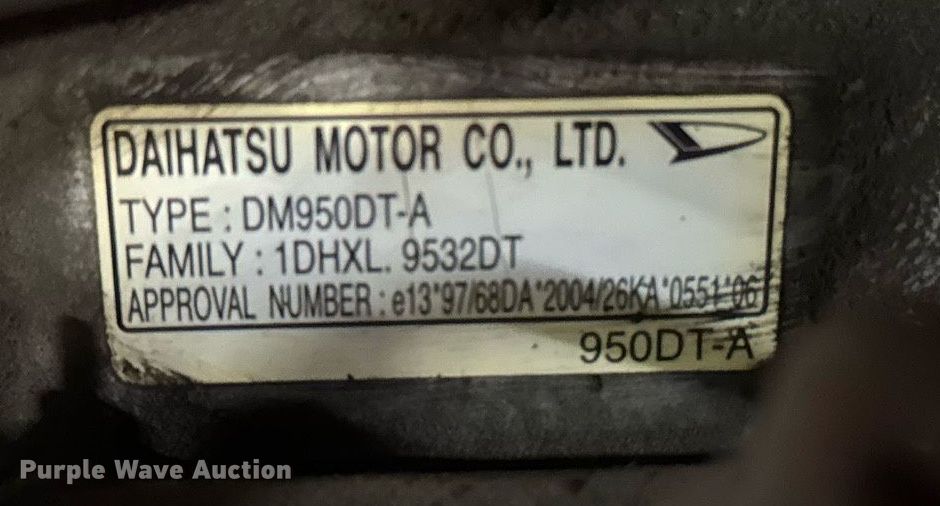 DAIHATSU MOTOR CO., LTD.
TYPE : DM950DT-A
FAMILY : 1DHXL. 9532DT
APPROVAL NUMBER : e13*97/68DA*2004/26KA*0551*06
950DT-A
Purple Wave Auction